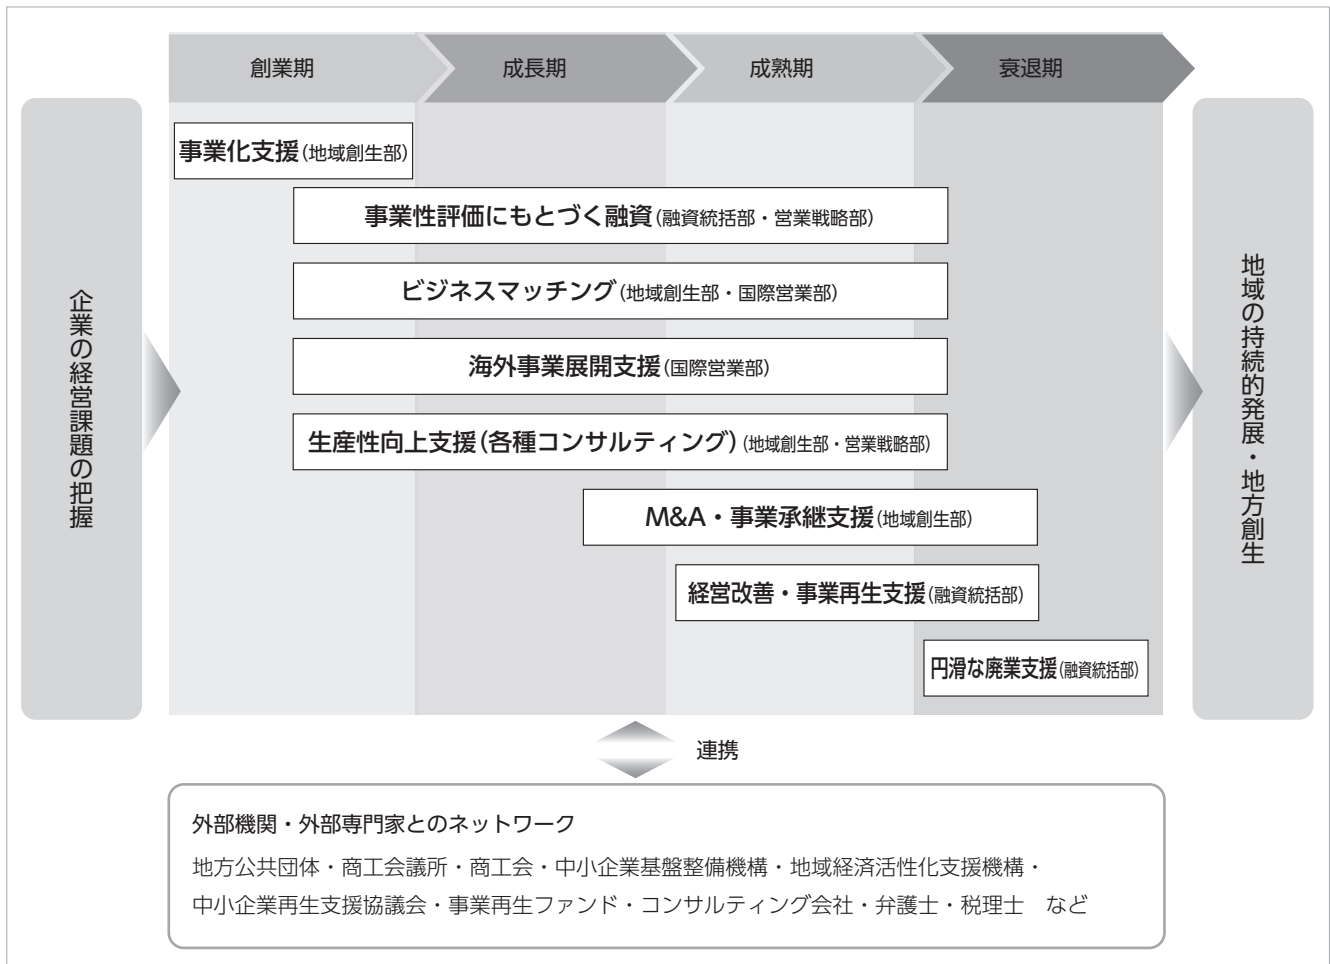 創業期
成長期
成熟期
衰退期
企業の経営課題の把握
事業化支援(地域創生部)
事業性評価にもとづく融資(融資統括部・営業戦略部)
ビジネスマッチング(地域創生部・国際営業部)
海外事業展開支援(国際営業部)
生産性向上支援(各種コンサルティング)(地域創生部・営業戦略部)
M&A・事業承継支援(地域創生部)
経営改善・事業再生支援(融資統括部)
円滑な廃業支援(融資統括部)
地域の持続的発展・地方創生
連携
外部機関・外部専門家とのネットワーク
地方公共団体・商工会議所・商工会・中小企業基盤整備機構・地域経済活性化支援機構・
中小企業再生支援協議会・事業再生ファンド・コンサルティング会社・弁護士・税理士　など